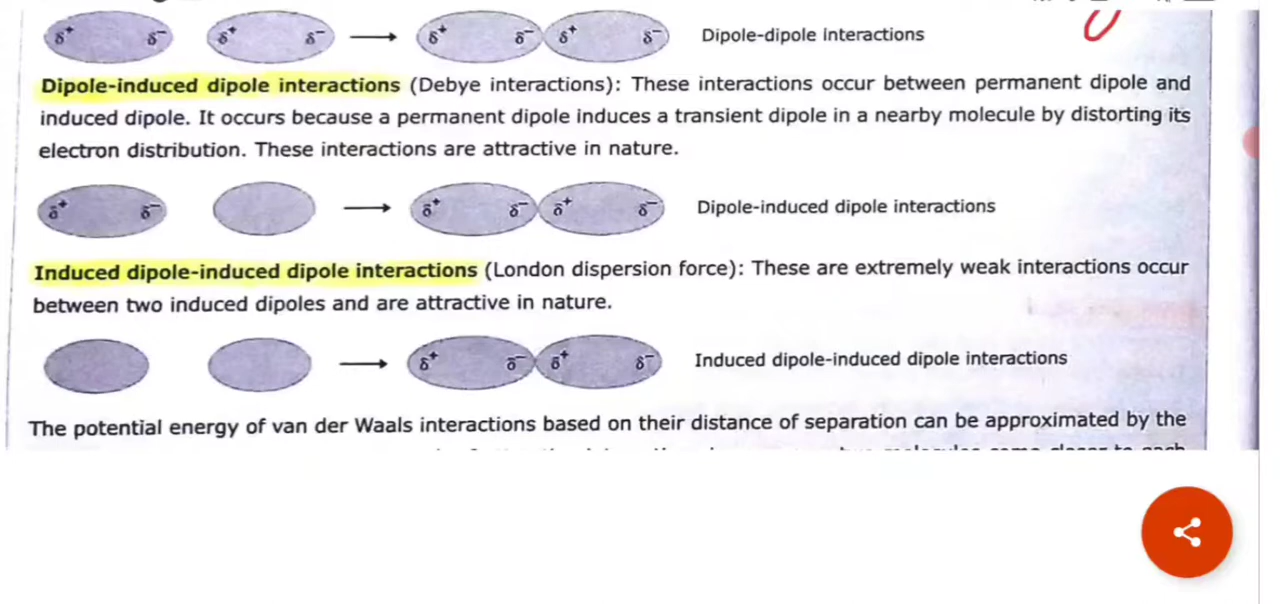 δ⁺ δ⁻ δ⁺ δ⁻ δ⁺ δ⁻ δ⁺ δ⁻ Dipole-dipole interactions
Dipole-induced dipole interactions (Debye interactions): These interactions occur between permanent dipole and
induced dipole. It occurs because a permanent dipole induces a transient dipole in a nearby molecule by distorting its
electron distribution. These interactions are attractive in nature.
δ⁺ δ⁻ δ⁺ δ⁻ δ⁺ δ⁻ Dipole-induced dipole interactions
Induced dipole-induced dipole interactions (London dispersion force): These are extremely weak interactions occur
between two induced dipoles and are attractive in nature.
δ⁺ δ⁻ δ⁺ δ⁻ Induced dipole-induced dipole interactions
The potential energy of van der Waals interactions based on their distance of separation can be approximated by the